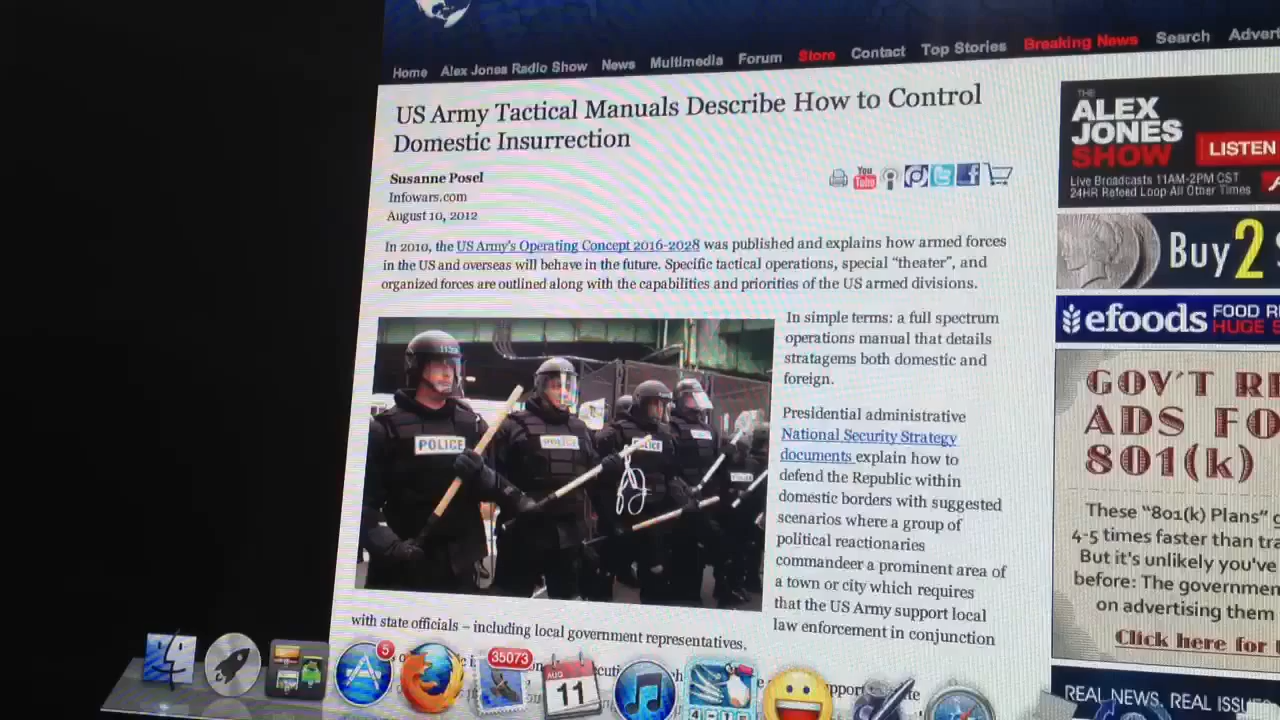 Home Alex Jones Radio Show News Multimedia Forum Store Contact Top Stories Breaking News Search
US Army Tactical Manuals Describe How to Control
Domestic Insurrection
Susanne Posel
Infowars.com
August 10, 2012
You
Tube
In 2010, the US Army's Operating Concept 2016-2028 was published and explains how armed forces
in the US and overseas will behave in the future. Specific tactical operations, special “theater”, and
organized forces are outlined along with the capabilities and priorities of the US armed divisions.
In simple terms: a full spectrum
operations manual that details
stratagems both domestic and
foreign.
Presidential administrative
National Security Strategy
documents explain how to
defend the Republic within
domestic borders with suggested
scenarios where a group of
political reactionaries
commandeer a prominent area of
a town or city which requires
that the US Army support local
law enforcement in conjunction
with state officials – including local government representatives,
POLICE
POLICE
POLICE
THE
ALEX
JONES
SHOW
LISTEN
Live Broadcasts 11AM-2PM CST
24HR Refeed Loop All Other Times
Buy 2
efoods FOOD
HUGE
GOV'T
ADS
801(k)
These “801(k) Plans”
4-5 times faster than
But it's unlikely you've
before: The
on advertising them
Click here for
REAL NEWS. REAL
5
35073
AUG
11